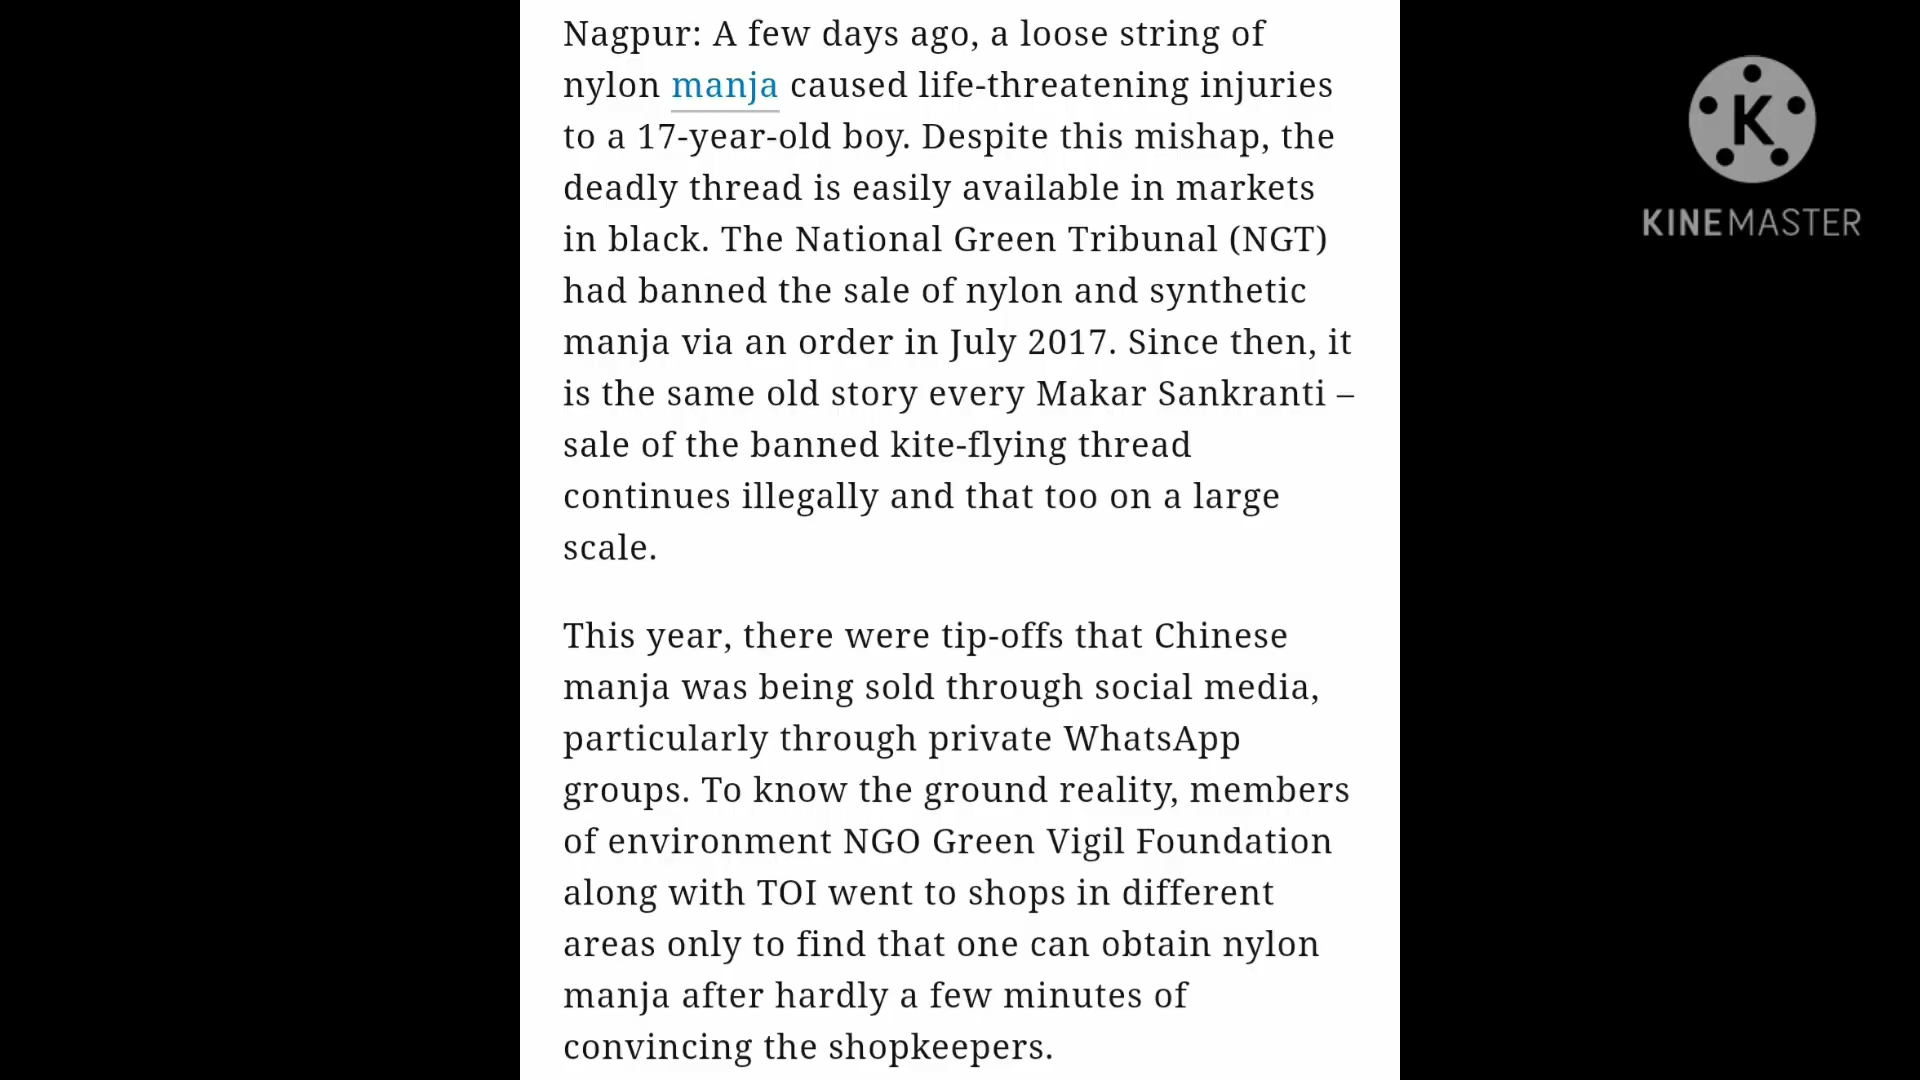 Nagpur: A few days ago, a loose string of
nylon manja caused life-threatening injuries
to a 17-year-old boy. Despite this mishap, the
deadly thread is easily available in markets
in black. The National Green Tribunal (NGT)
had banned the sale of nylon and synthetic
manja via an order in July 2017. Since then, it
is the same old story every Makar Sankranti –
sale of the banned kite-flying thread
continues illegally and that too on a large
scale.
This year, there were tip-offs that Chinese
manja was being sold through social media,
particularly through private WhatsApp
groups. To know the ground reality, members
of environment NGO Green Vigil Foundation
along with TOI went to shops in different
areas only to find that one can obtain nylon
manja after hardly a few minutes of
convincing the shopkeepers.
K
KINEMASTER